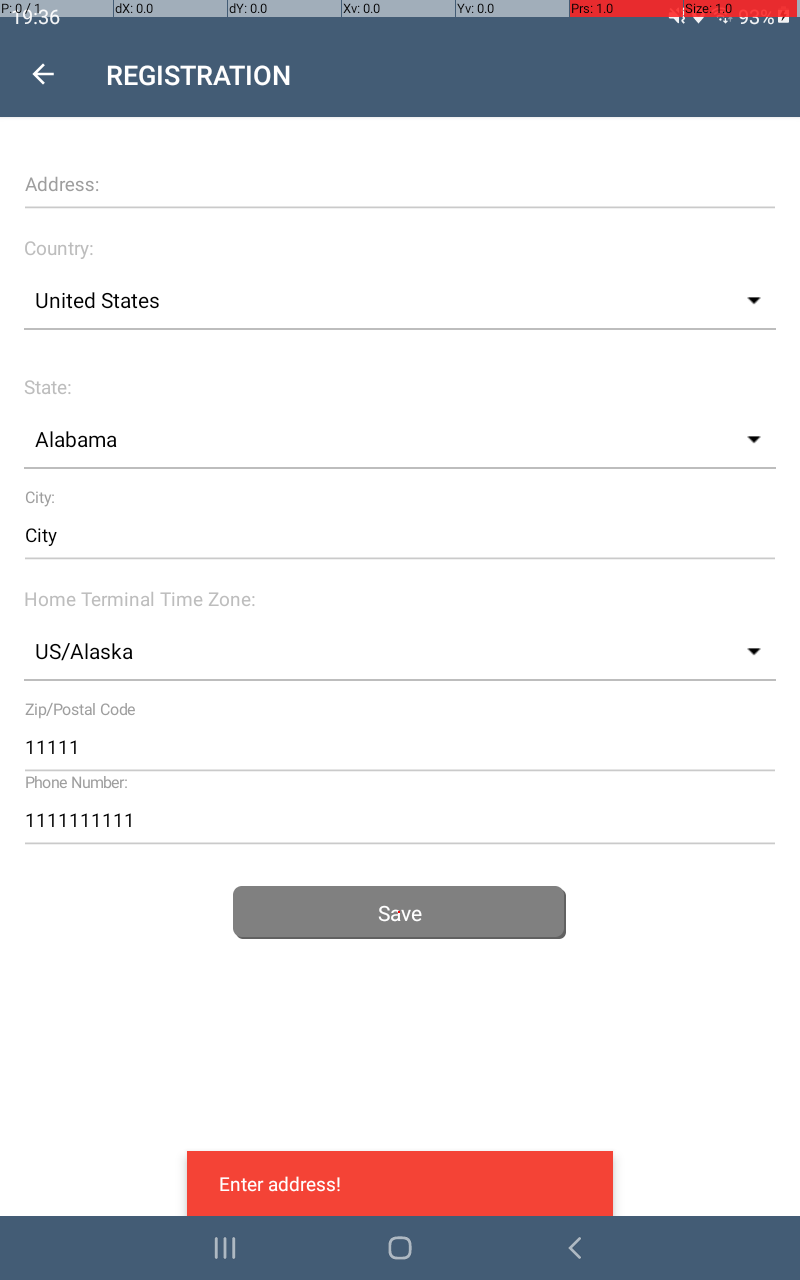 P: 0 / 1 dX: 0.0 dY: 0.0 Xv: 0.0 Yv: 0.0 Prs: 1.0 Size: 1.0
19:36 93%
REGISTRATION
Address:
Country:
United States
State:
Alabama
City:
City
Home Terminal Time Zone:
US/Alaska
Zip/Postal Code
11111
Phone Number:
1111111111
Save
Enter address!